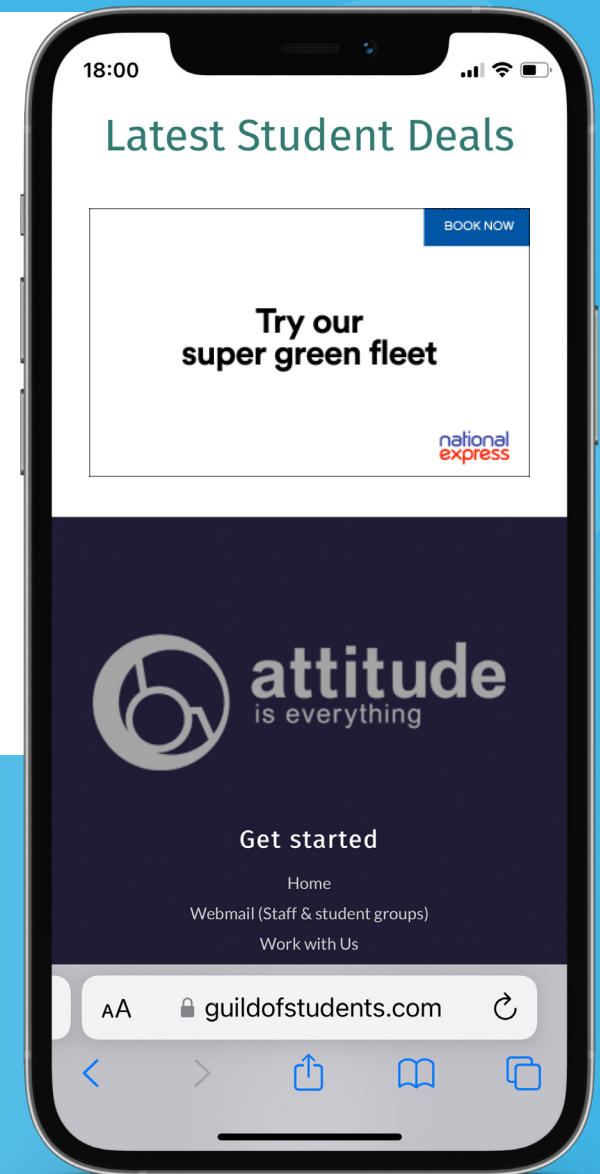 18:00
Latest Student Deals
BOOK NOW
Try our
super green fleet
national
express
attitude
is everything
Get started
Home
Webmail (Staff & student groups)
Work with Us
AA guildofstudents.com